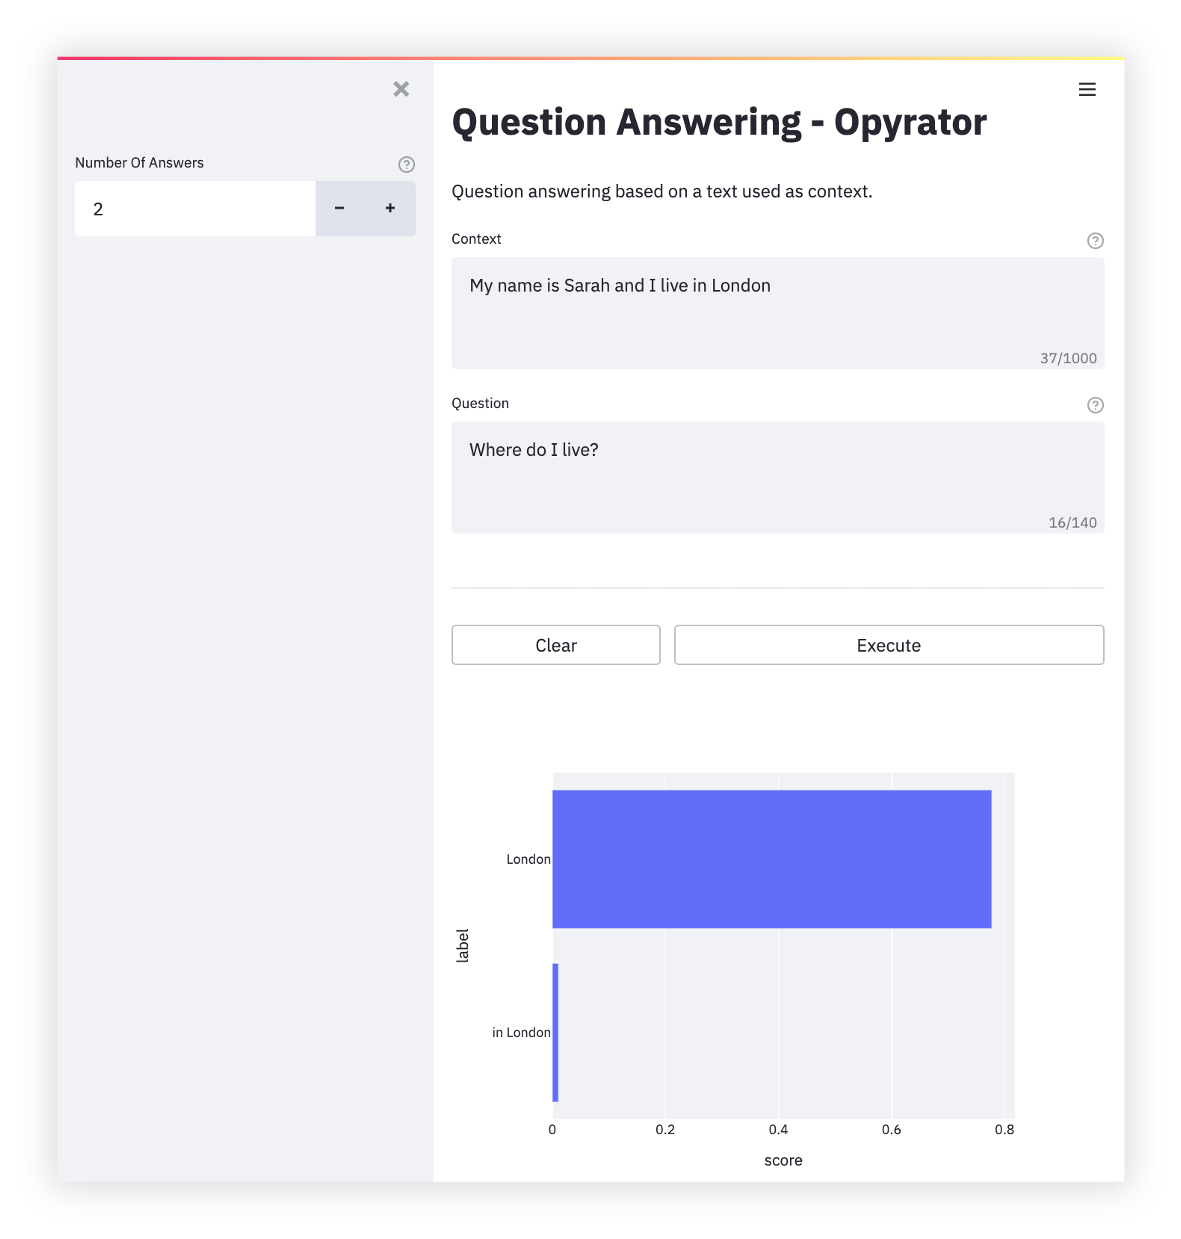 Number Of Answers
2
Question Answering - Opyrator
Question answering based on a text used as context.
Context
My name is Sarah and I live in London
37/1000
Question
Where do I live?
16/140
Clear
Execute
London
in London
label
0 0.2 0.4 0.6 0.8
score